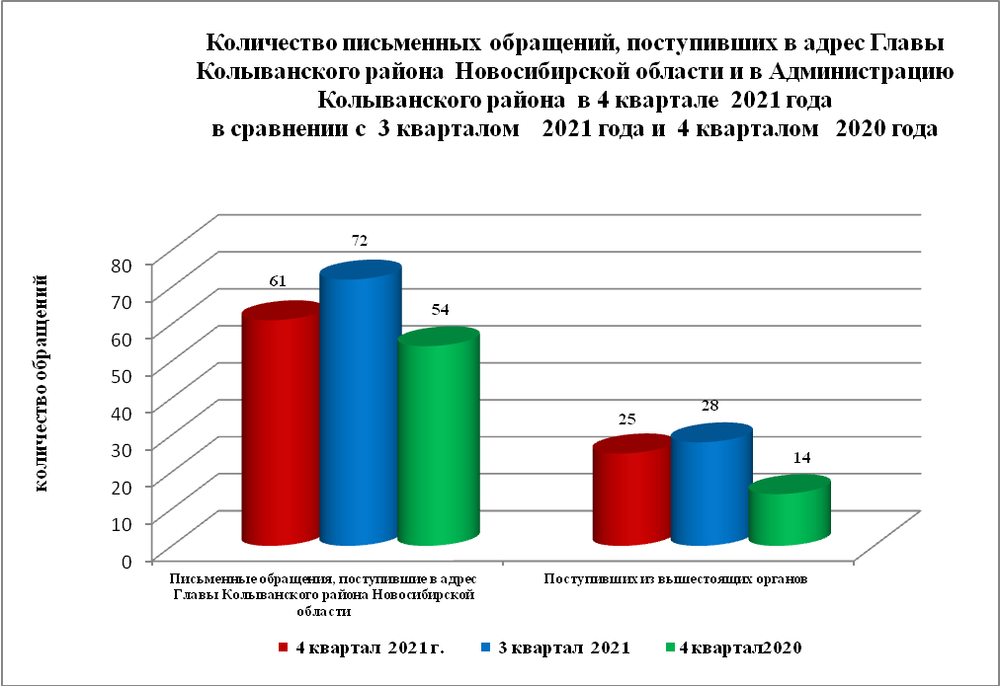 Количество письменных обращений, поступивших в адрес Главы
Колыванского района Новосибирской области и в Администрацию
Колыванского района в 4 квартале 2021 года
в сравнении с 3 кварталом 2021 года и 4 кварталом 2020 года
количество обращений
80
70
60
50
40
30
20
10
0
61
72
54
25
28
14
Письменные обращения, поступившие в адрес
Главы Колыванского района Новосибирской
области
Поступивших из вышестоящих органов
4 квартал 2021 г.
3 квартал 2021
4 квартал2020